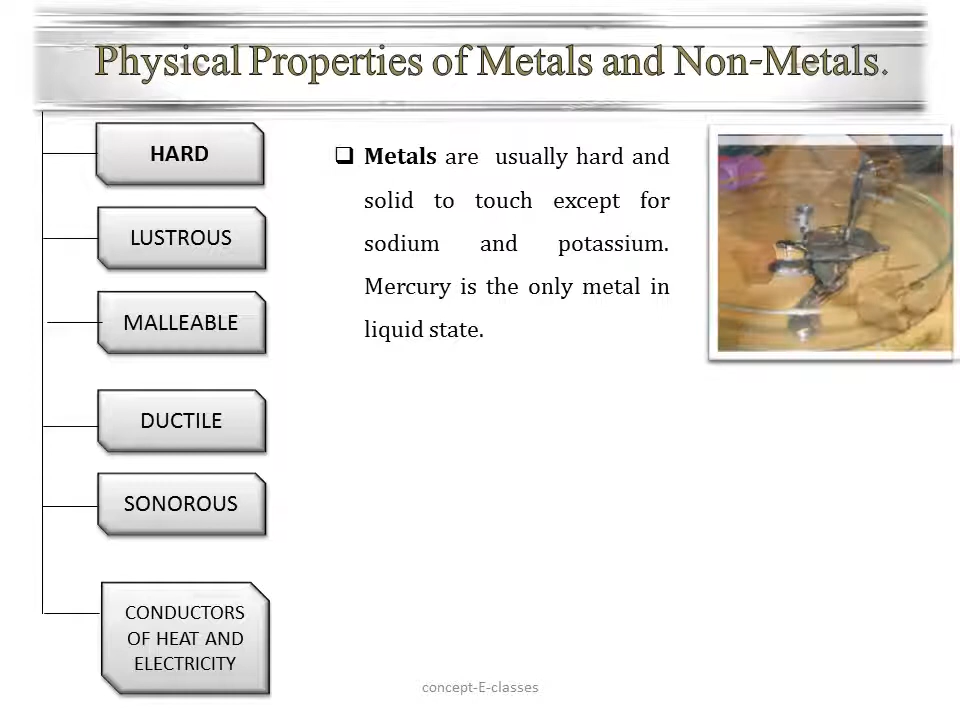 Physical Properties of Metals and Non-Metals.
HARD
LUSTROUS
MALLEABLE
DUCTILE
SONOROUS
CONDUCTORS
OF HEAT AND
ELECTRICITY
❑ Metals are usually hard and
solid to touch except for
sodium and potassium.
Mercury is the only metal in
liquid state.
concept-E-classes